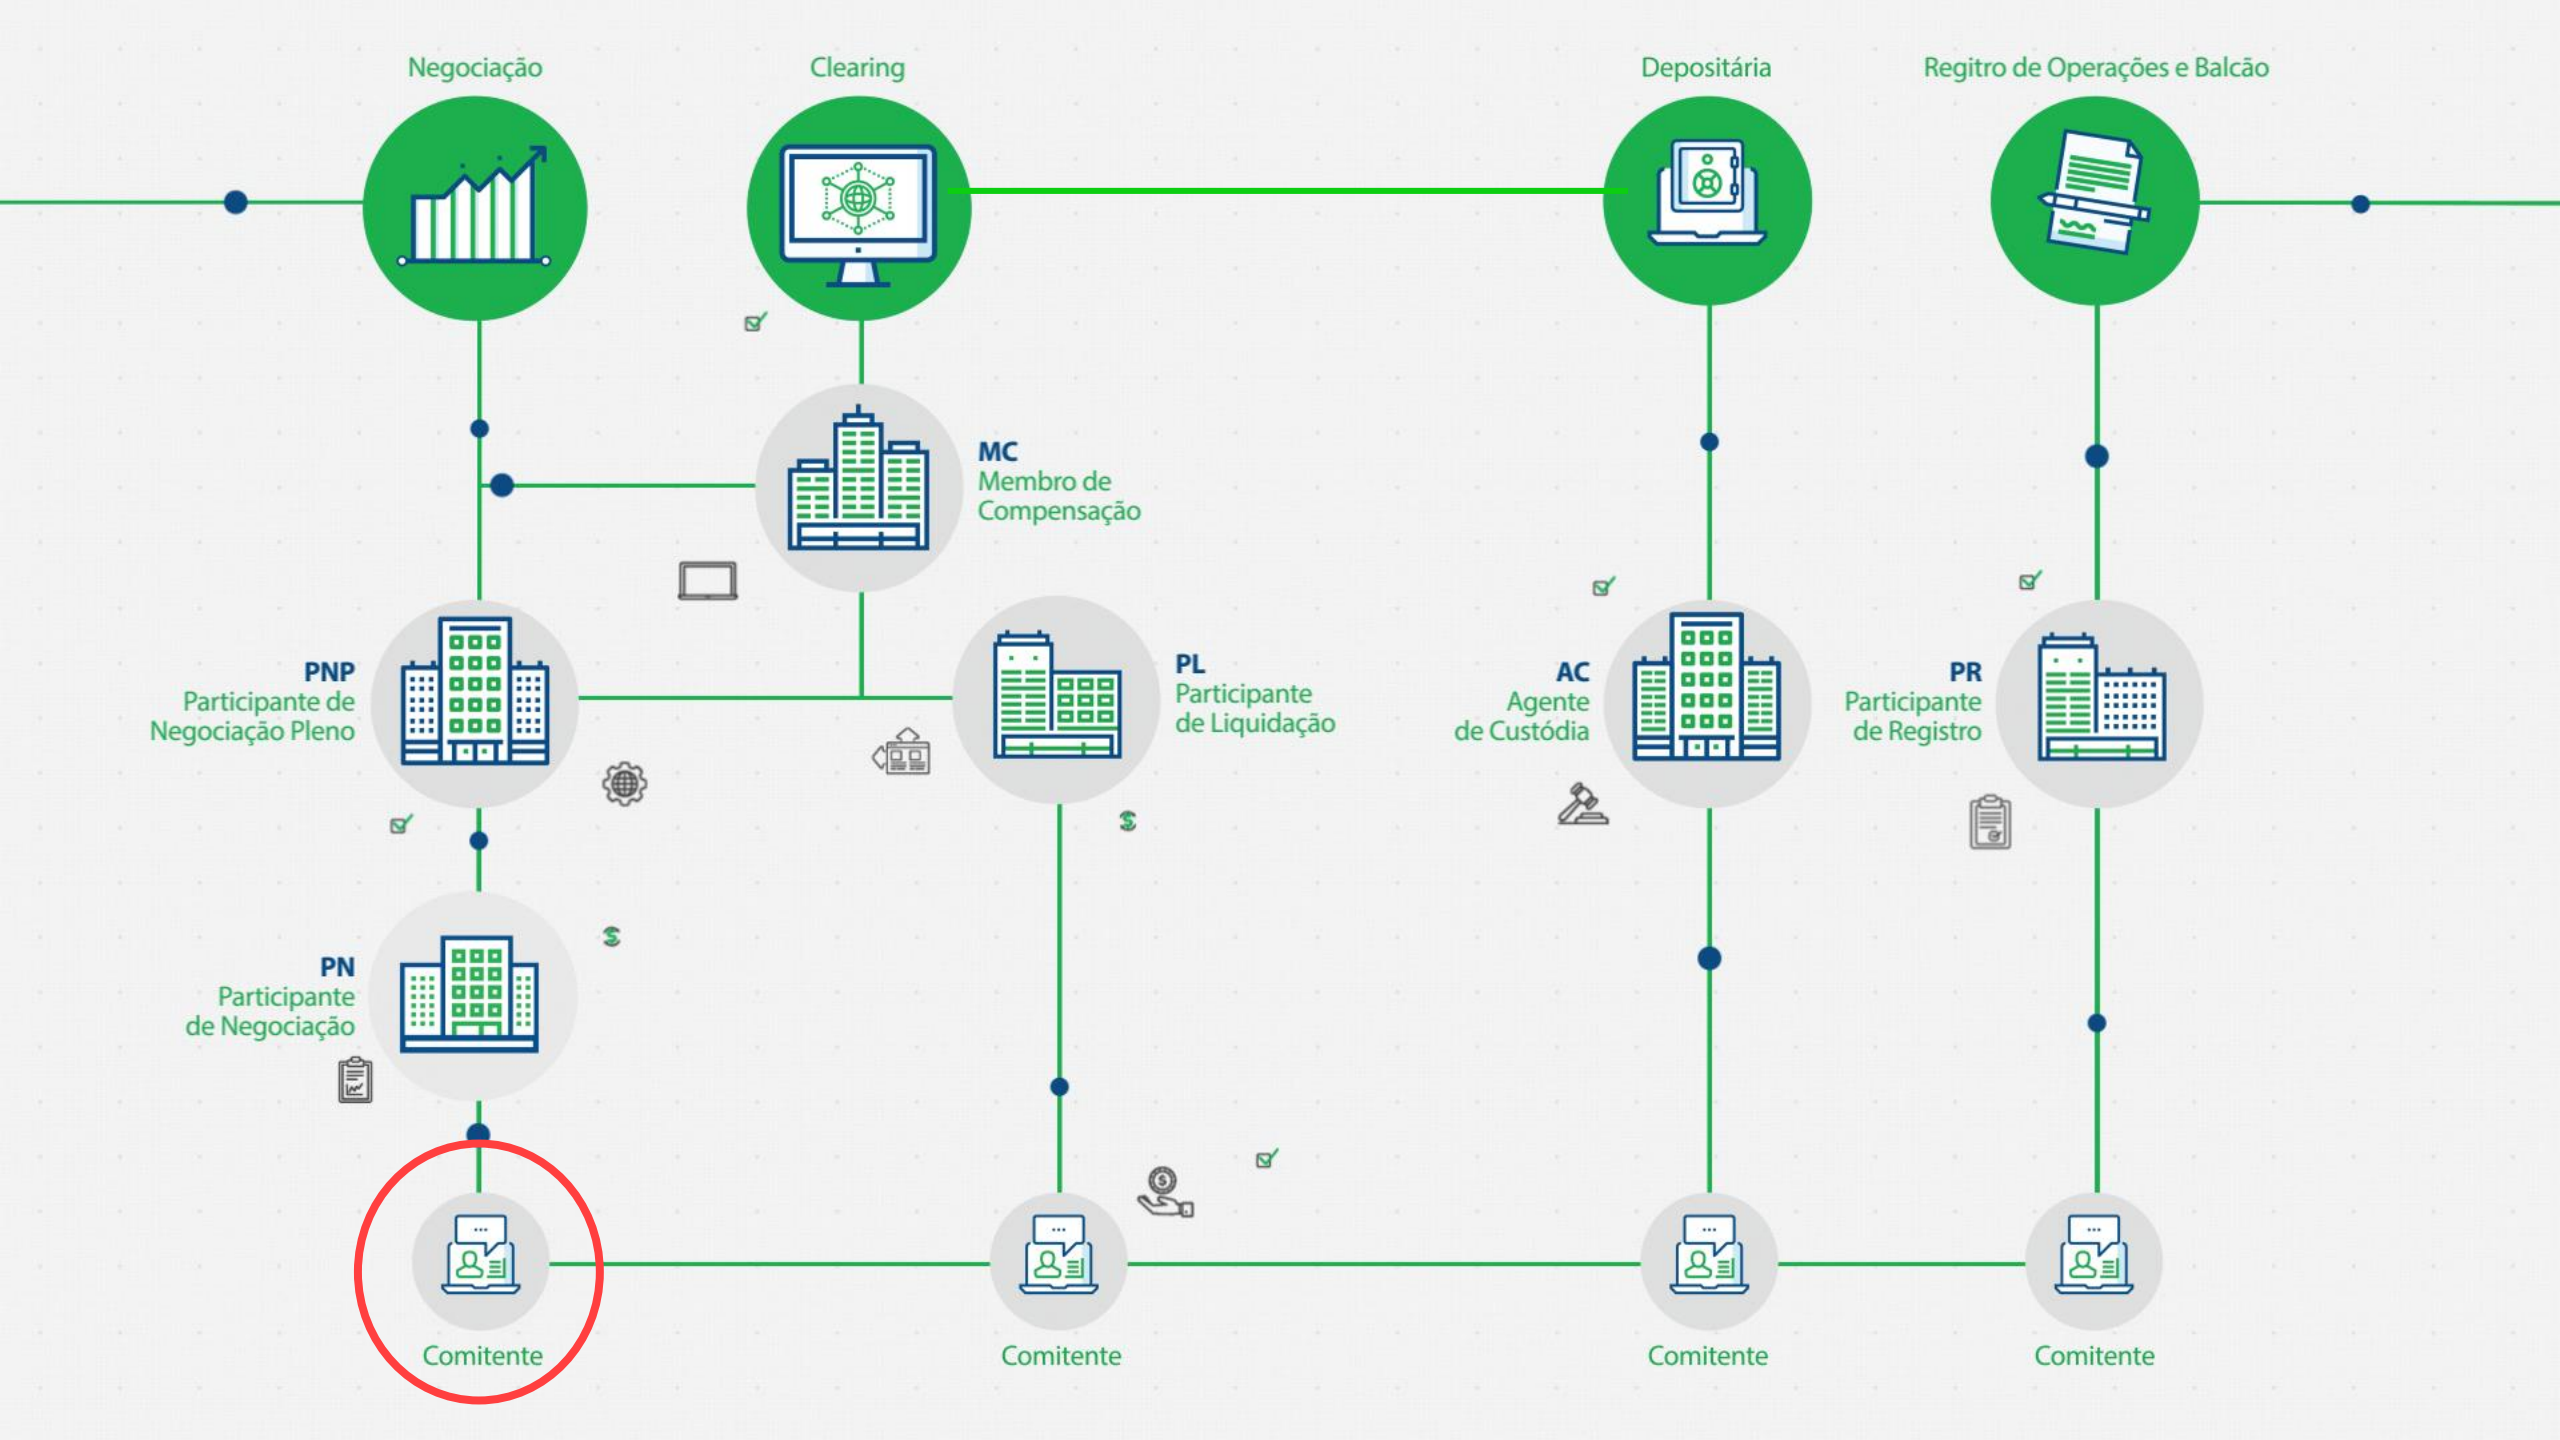 Negociação
Clearing
Depositária
Regitro de Operações e Balcão
MC
Membro de
Compensação
PNP
Participante de
Negociação Pleno
PL
Participante
de Liquidação
AC
Agente
de Custódia
PR
Participante
de Registro
PN
Participante
de Negociação
Comitente
Comitente
Comitente
Comitente